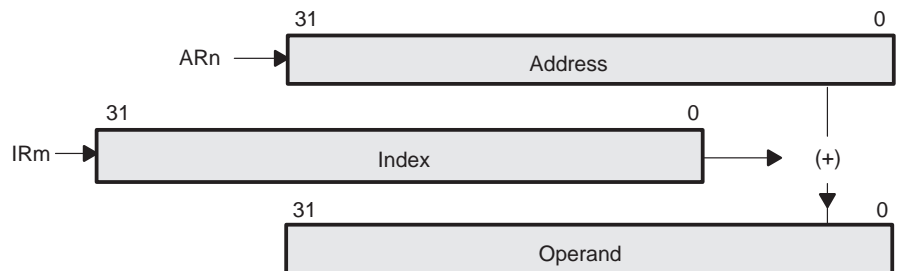 31 0
ARn Address
31 0
IRm Index (+)
31 0
Operand